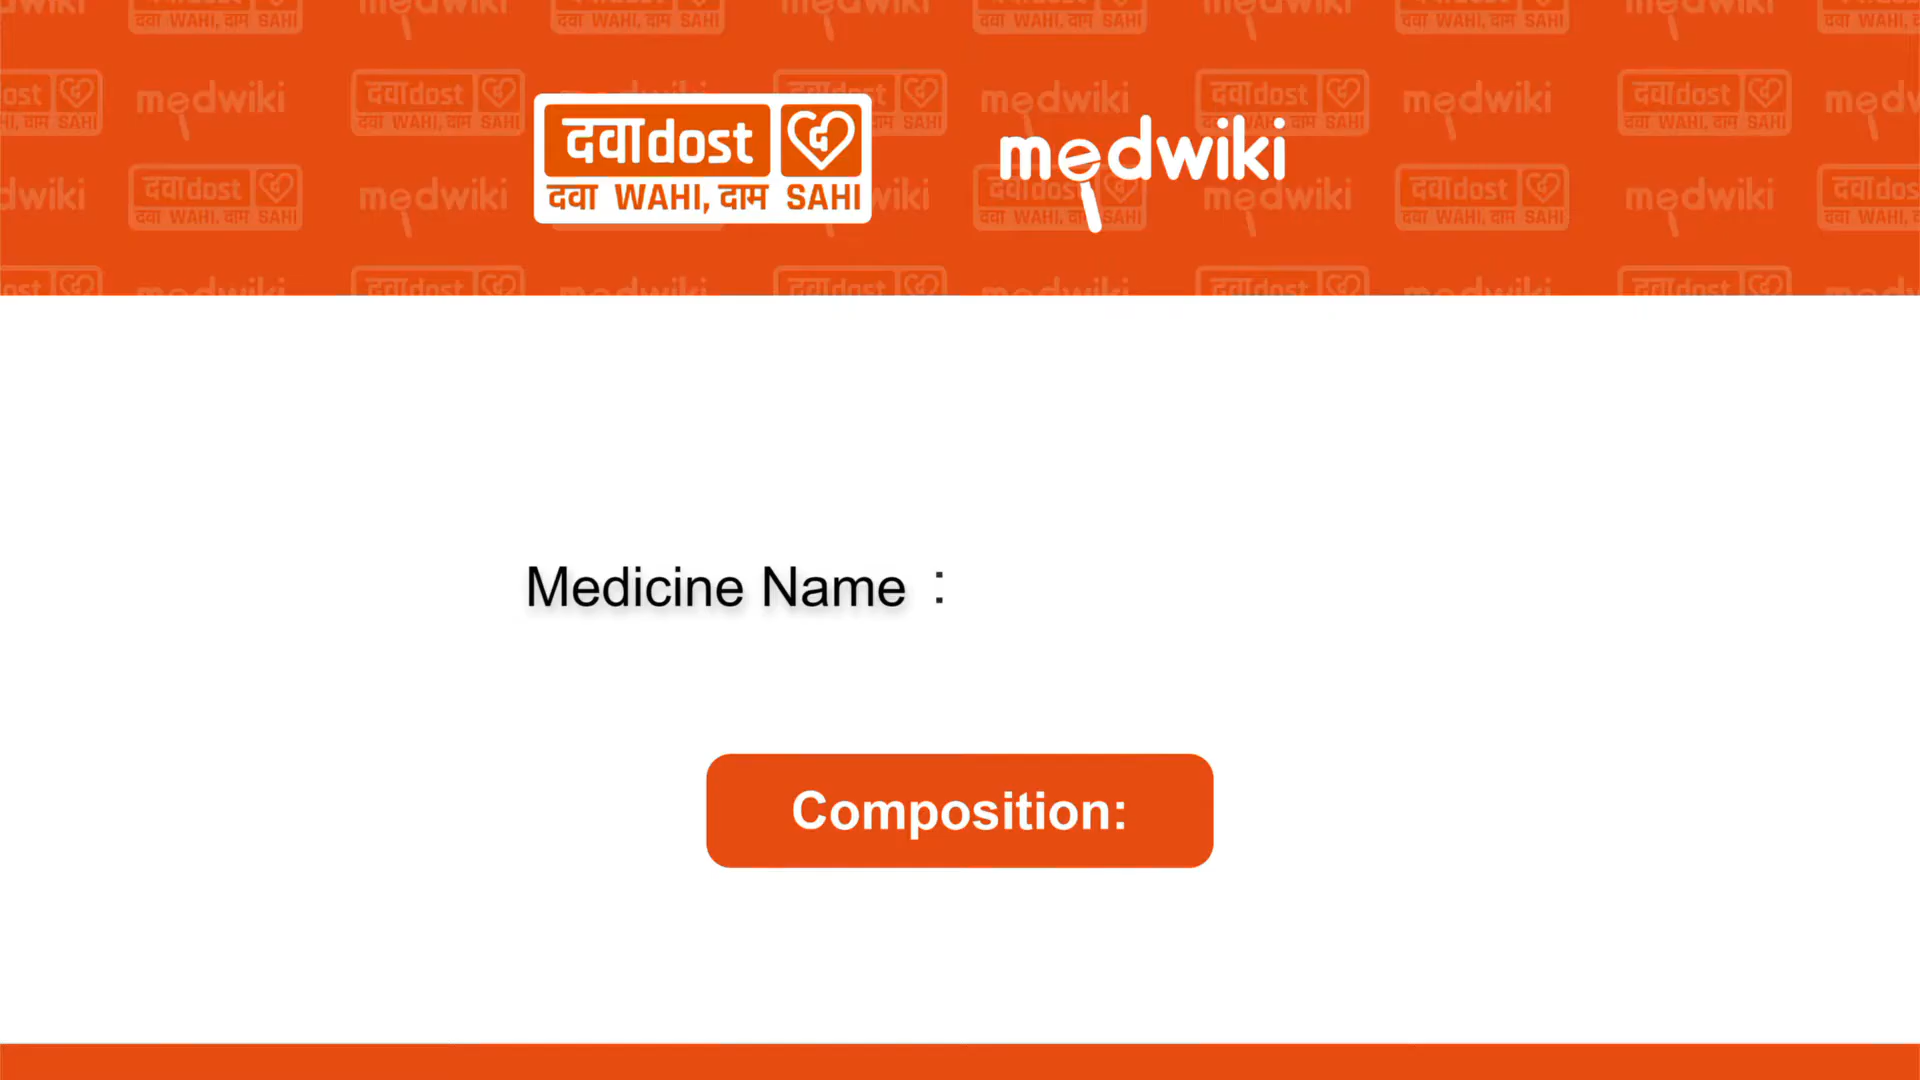 दवाdost
दवा WAHI, दाम SAHI
medwiki
Medicine Name :
Composition: